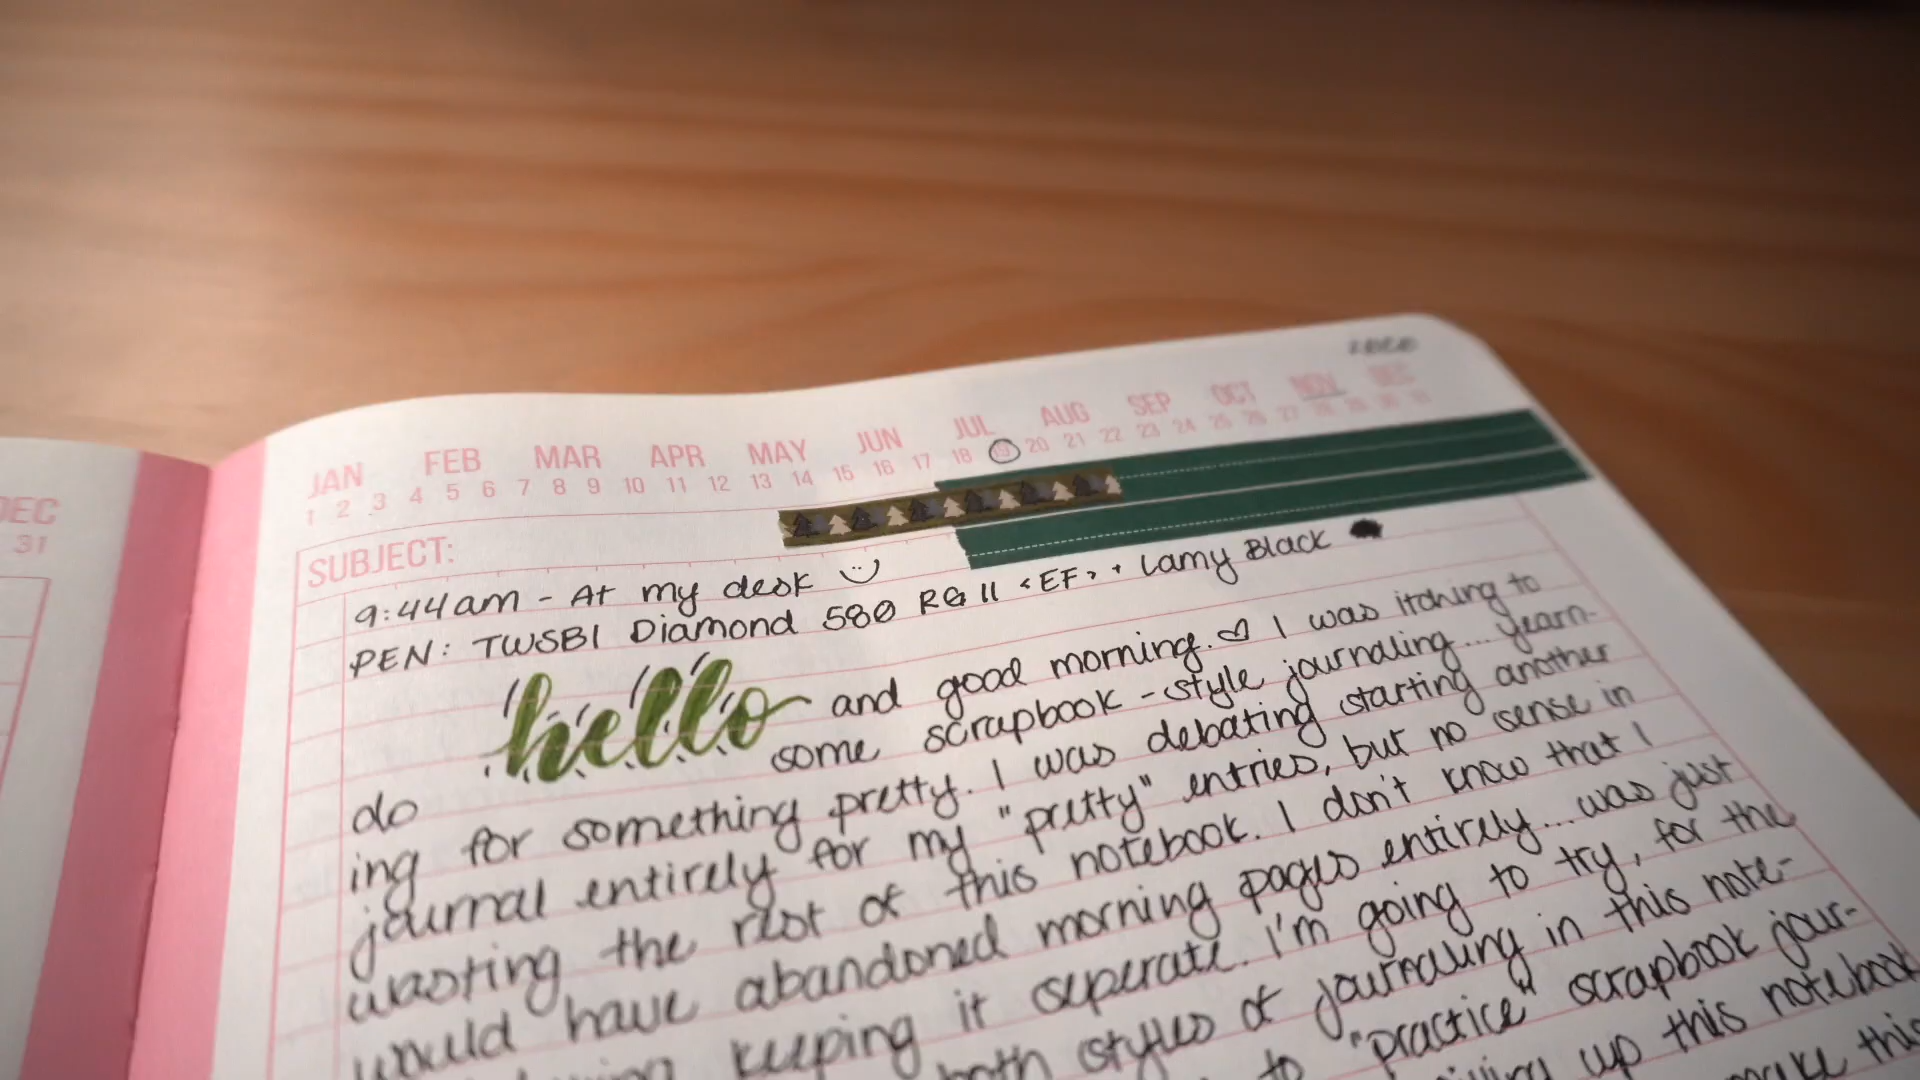 DEC
31
JAN FEB MAR APR MAY JUN JUL AUG SEP OCT NOV DEC
1 2 3 4 5 6 7 8 9 10 11 12 13 14 15 16 17 18 19 20 21 22 23 24 25 26 27 28 29 30 31
SUBJECT:
9:44am - At my desk
PEN: TWSBI Diamond 580 RG II <EF> + Lamy Black
hello and good morning. I was itching to
do some scrapbook-style journaling... yearn-
ing for something pretty. I was debating starting another
journal entirely for my "pretty" entries, but no sense in
wasting the rest of this notebook. I don't know that I
would have abandoned morning pages entirely... was just
keeping it seperate. I'm going to try, for the
both styles of journaling in this note-
to "practice" scrapbook jour-
up this notebook
make this